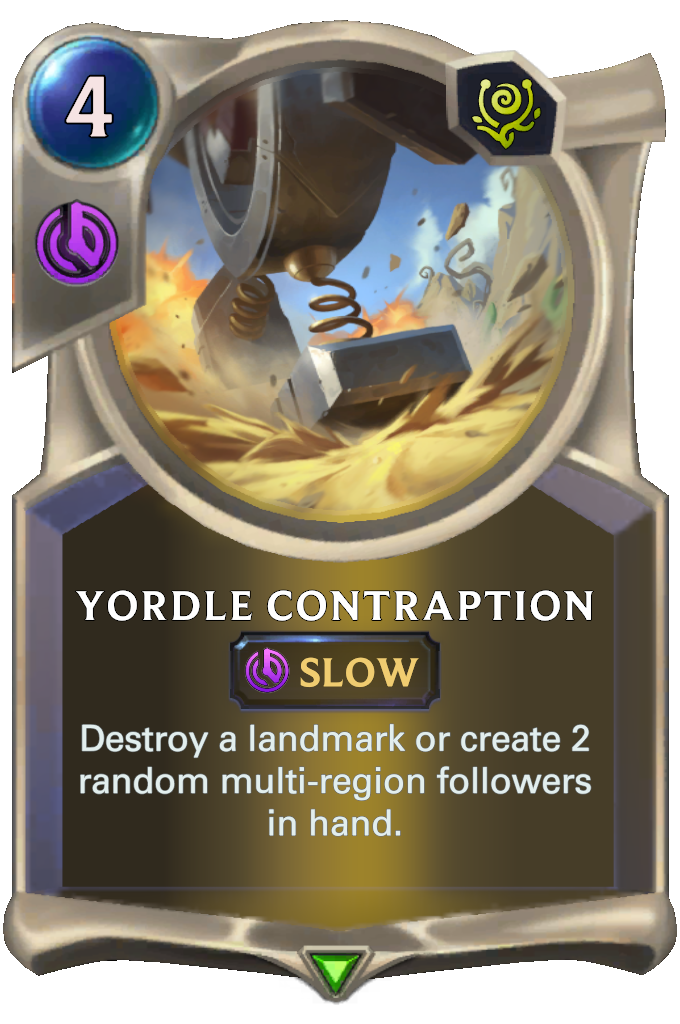 4
YORDLE CONTRAPTION
SLOW
Destroy a landmark or create 2
random multi-region followers
in hand.